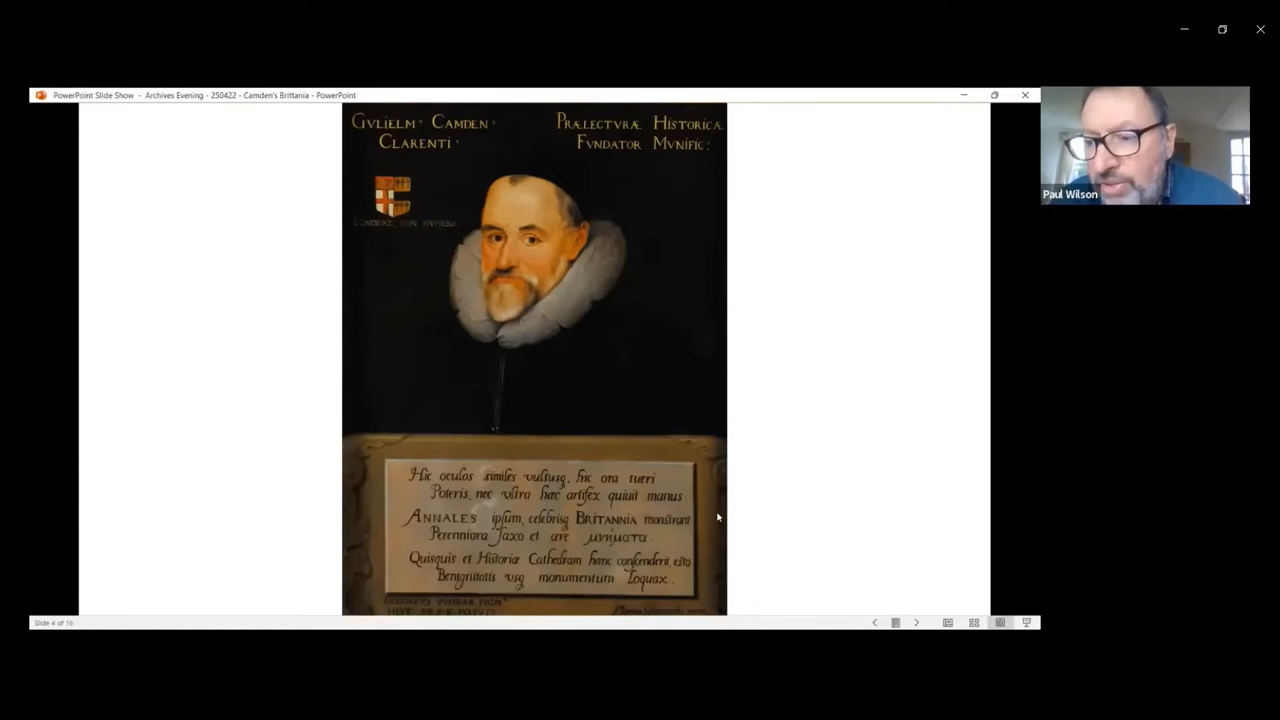 PowerPoint Slide Show - Archives Evening - 250422 - Camden's Brittania - PowerPoint
GVLIELM° CAMDEN°
CLARENTI°
PRÆLECTVRÆ HISTORICÆ
FVNDATOR MVNIFIC:
Paul Wilson
Hic oculos similes vultusq, hic ora tueri
Poteris, nec vltra hæc artifex quiuit manus
ANNALES ipsum, celebrisq BRITANNIA monstrant
Perenniora saxo et ære μνήματα.
Quisquis et Historiæ Cathedram hanc conscenderit esto
Benignitatis vsq monumentum Loquax.
Slide 4 of 16